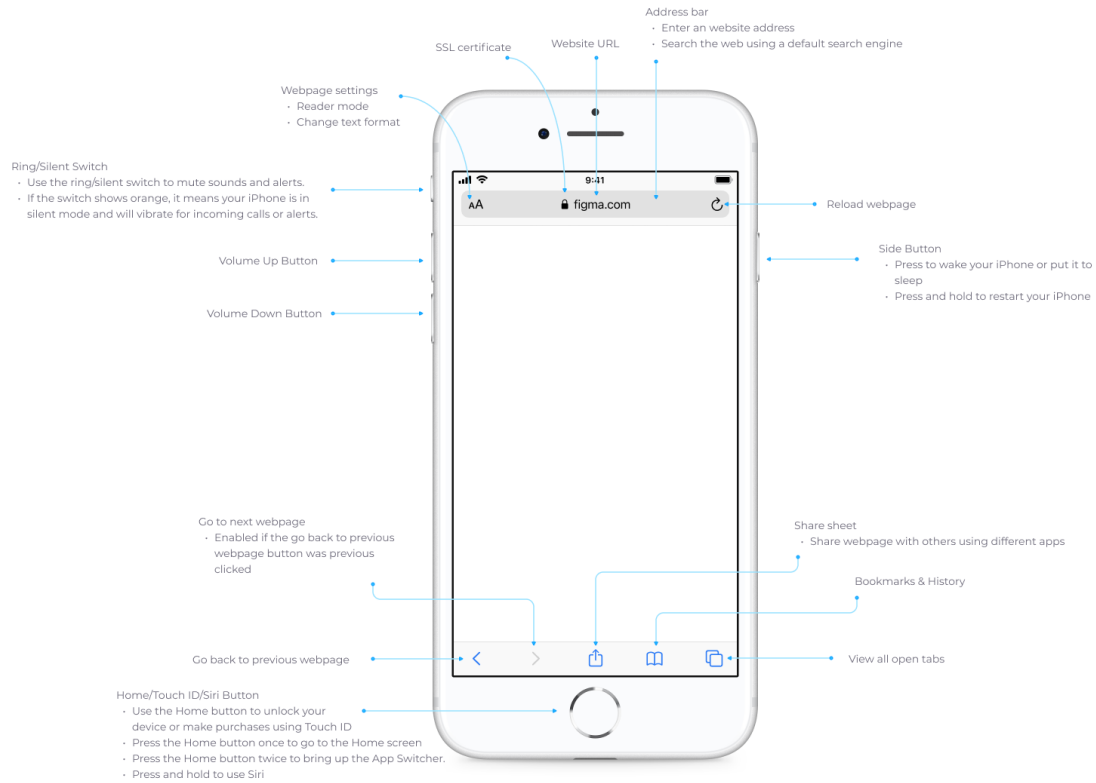 Address bar
· Enter an website address
· Search the web using a default search engine
SSL certificate
Website URL
Webpage settings
· Reader mode
· Change text format
Ring/Silent Switch
· Use the ring/silent switch to mute sounds and alerts.
· If the switch shows orange, it means your iPhone is in
silent mode and will vibrate for incoming calls or alerts.
9:41
AA
figma.com
Reload webpage
Volume Up Button
Side Button
· Press to wake your iPhone or put it to
sleep
· Press and hold to restart your iPhone
Volume Down Button
Go to next webpage
· Enabled if the go back to previous
webpage button was previous
clicked
Share sheet
· Share webpage with others using different apps
Bookmarks & History
Go back to previous webpage
View all open tabs
Home/Touch ID/Siri Button
· Use the Home button to unlock your
device or make purchases using Touch ID
· Press the Home button once to go to the Home screen
· Press the Home button twice to bring up the App Switcher.
· Press and hold to use Siri